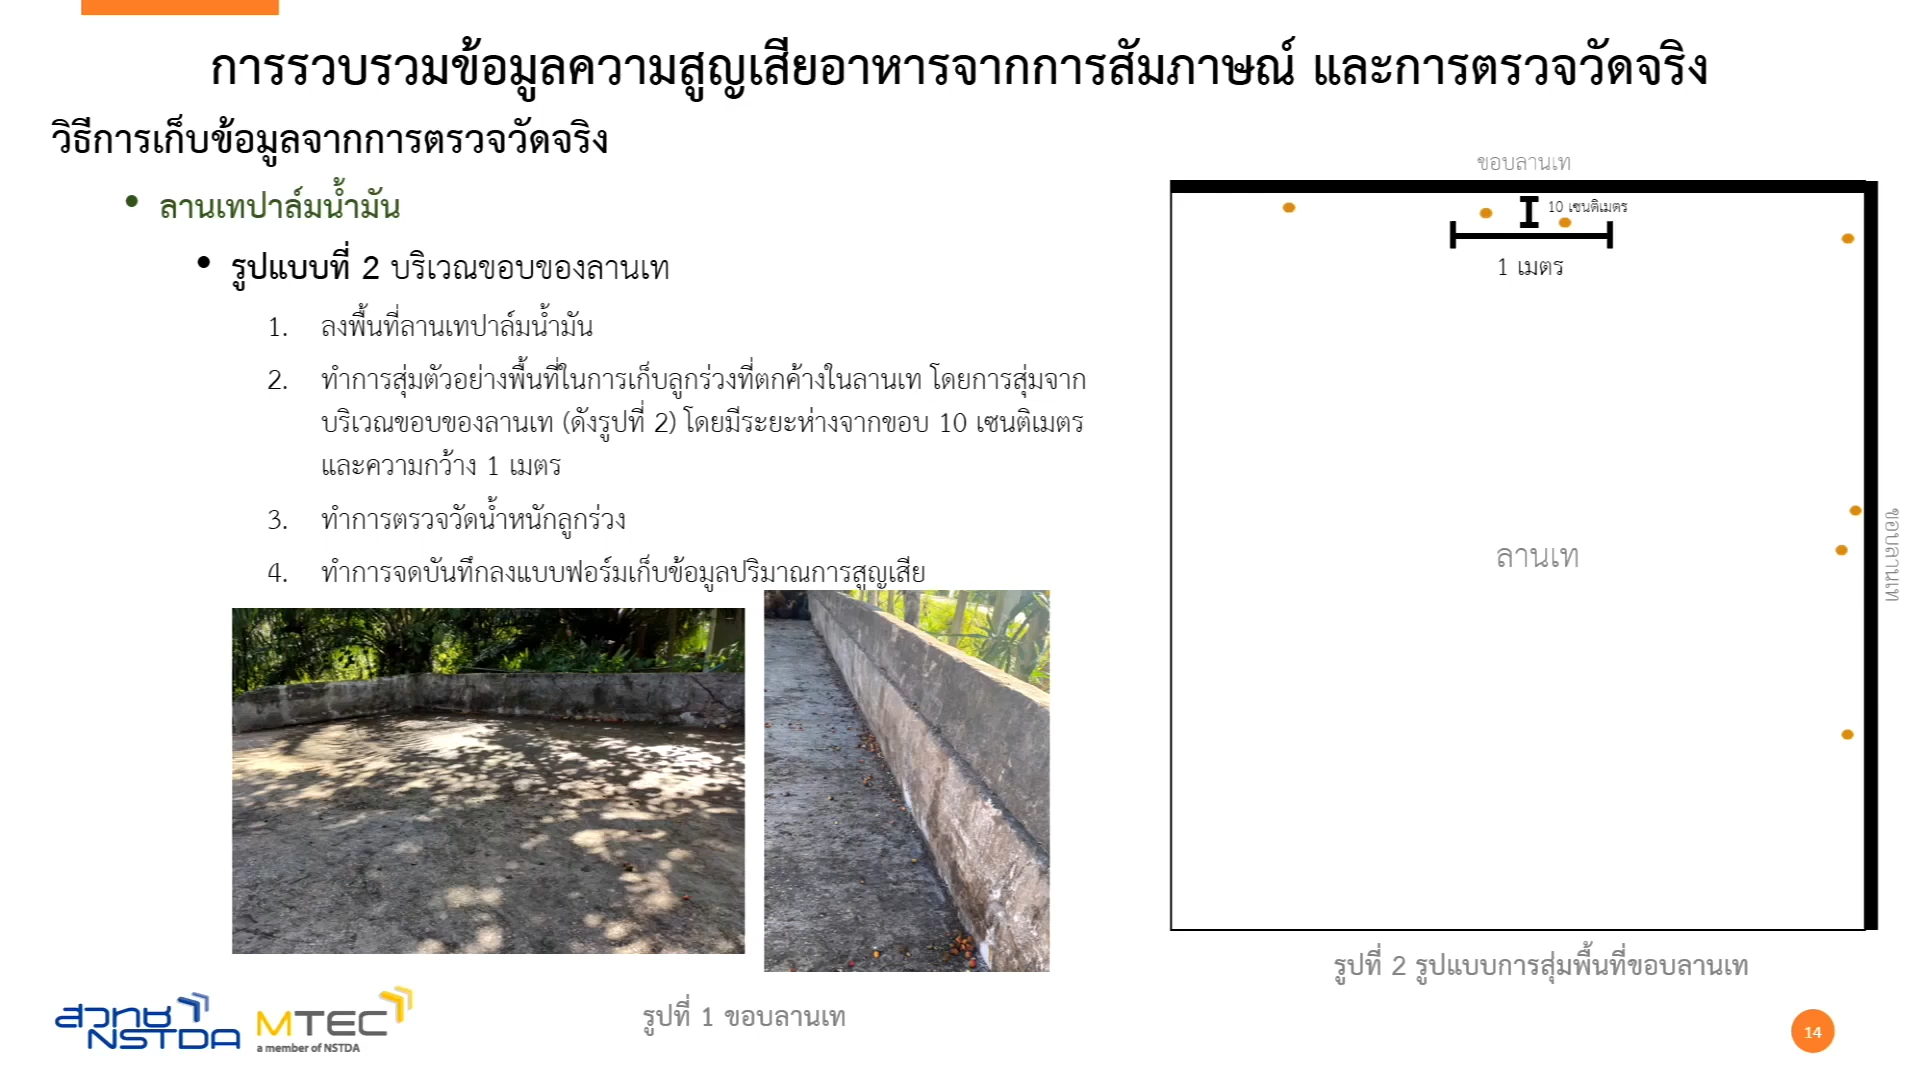 การรวบรวมข้อมูลความสูญเสียอาหารจากการสัมภาษณ์ และการตรวจวัดจริง
วิธีการเก็บข้อมูลจากการตรวจวัดจริง
• ลานเทปาล์มน้ำมัน
• รูปแบบที่ 2 บริเวณขอบของลานเท
1. ลงพื้นที่ลานเทปาล์มน้ำมัน
2. ทำการสุ่มตัวอย่างพื้นที่ในการเก็บลูกร่วงที่ตกค้างในลานเท โดยการสุ่มจาก
บริเวณขอบของลานเท (ดังรูปที่ 2) โดยมีระยะห่างจากขอบ 10 เซนติเมตร
และความกว้าง 1 เมตร
3. ทำการตรวจวัดน้ำหนักลูกร่วง
4. ทำการจดบันทึกลงแบบฟอร์มเก็บข้อมูลปริมาณการสูญเสีย
ขอบลานเท
10 เซนติเมตร
1 เมตร
ลานเท
ขอบลานเท
รูปที่ 2 รูปแบบการสุ่มพื้นที่ขอบลานเท
รูปที่ 1 ขอบลานเท
สวทช
NSTDA
MTEC
a member of NSTDA
14